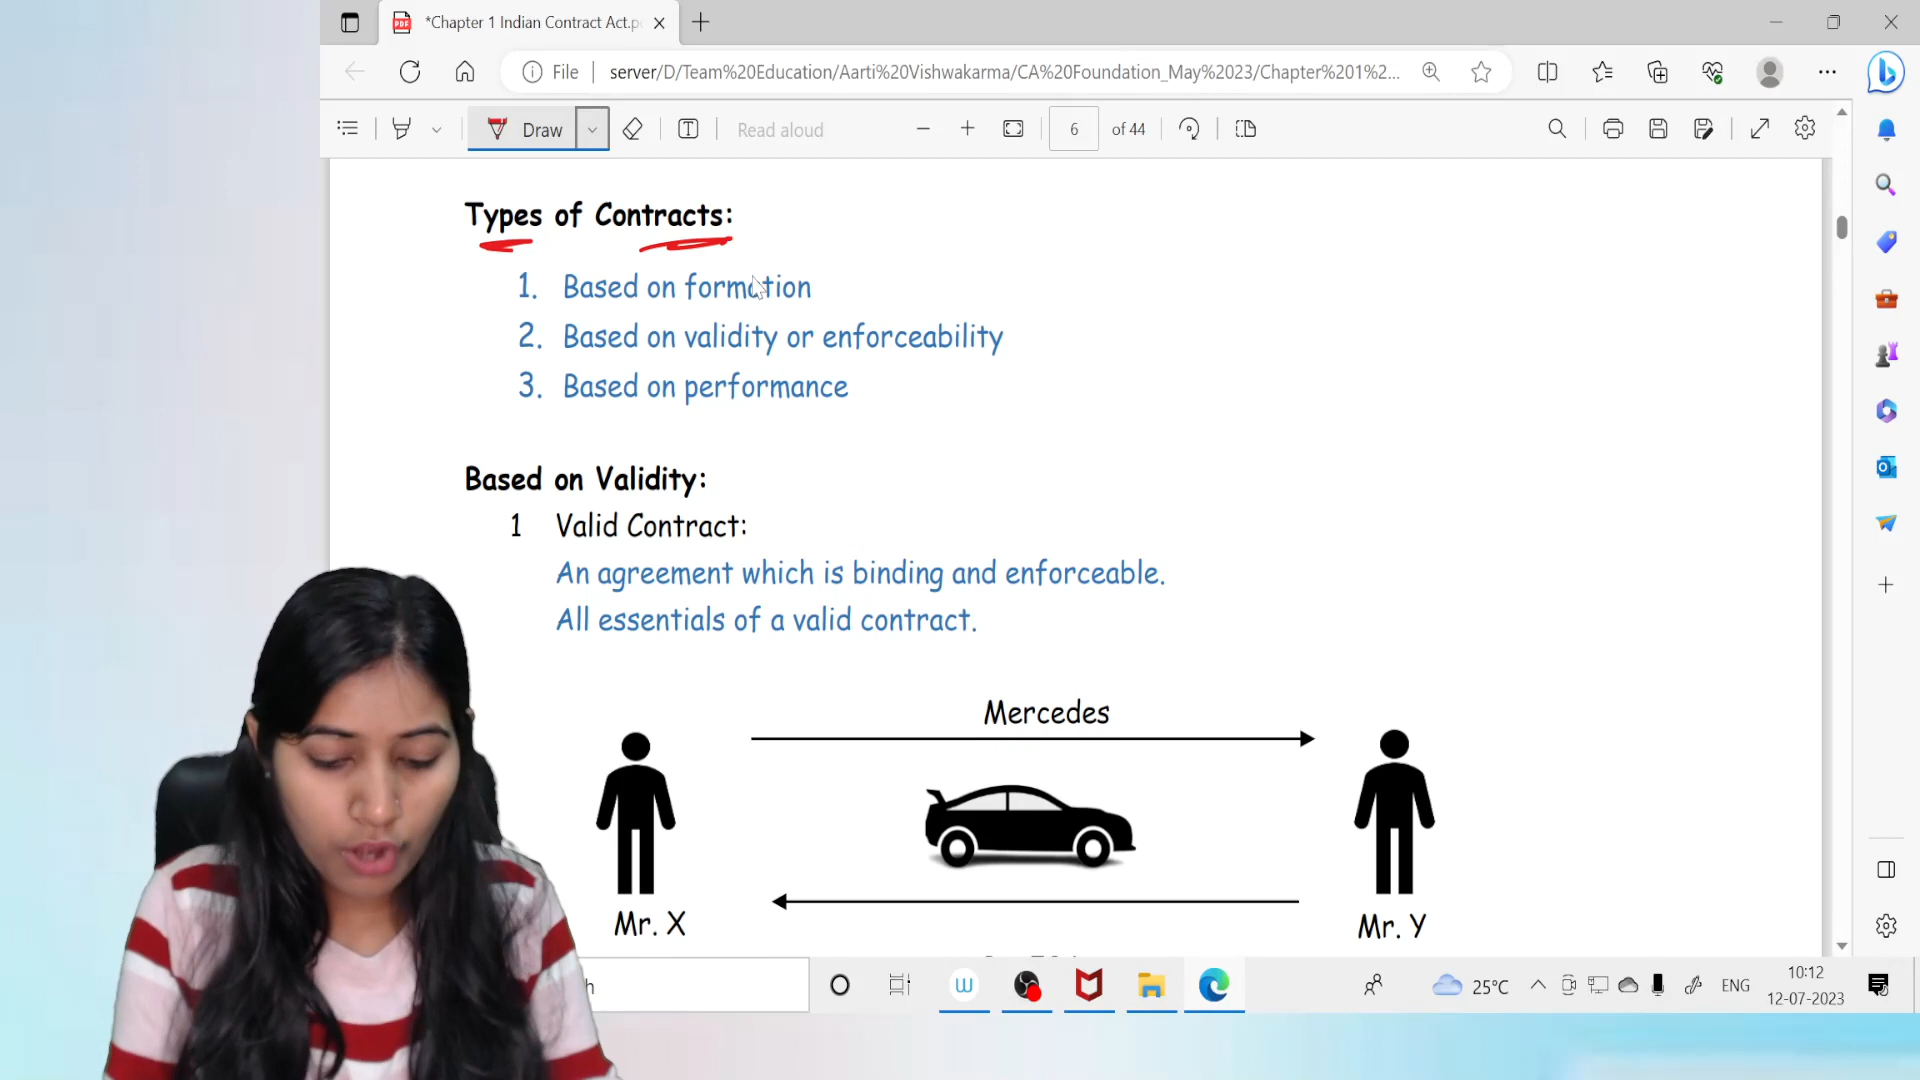 *Chapter 1 Indian Contract Act.p
File
server/D/Team%20Education/Aarti%20Vishwakarma/CA%20Foundation_May%2023/Chapter%201%2...
Draw
Read aloud
6
of 44
Types of Contracts:
1. Based on formation
2. Based on validity or enforceability
3. Based on performance
Based on Validity:
1 Valid Contract:
An agreement which is binding and enforceable.
All essentials of a valid contract.
Mercedes
Mr. X
Mr. Y
25°C
ENG
10:12
12-07-2023